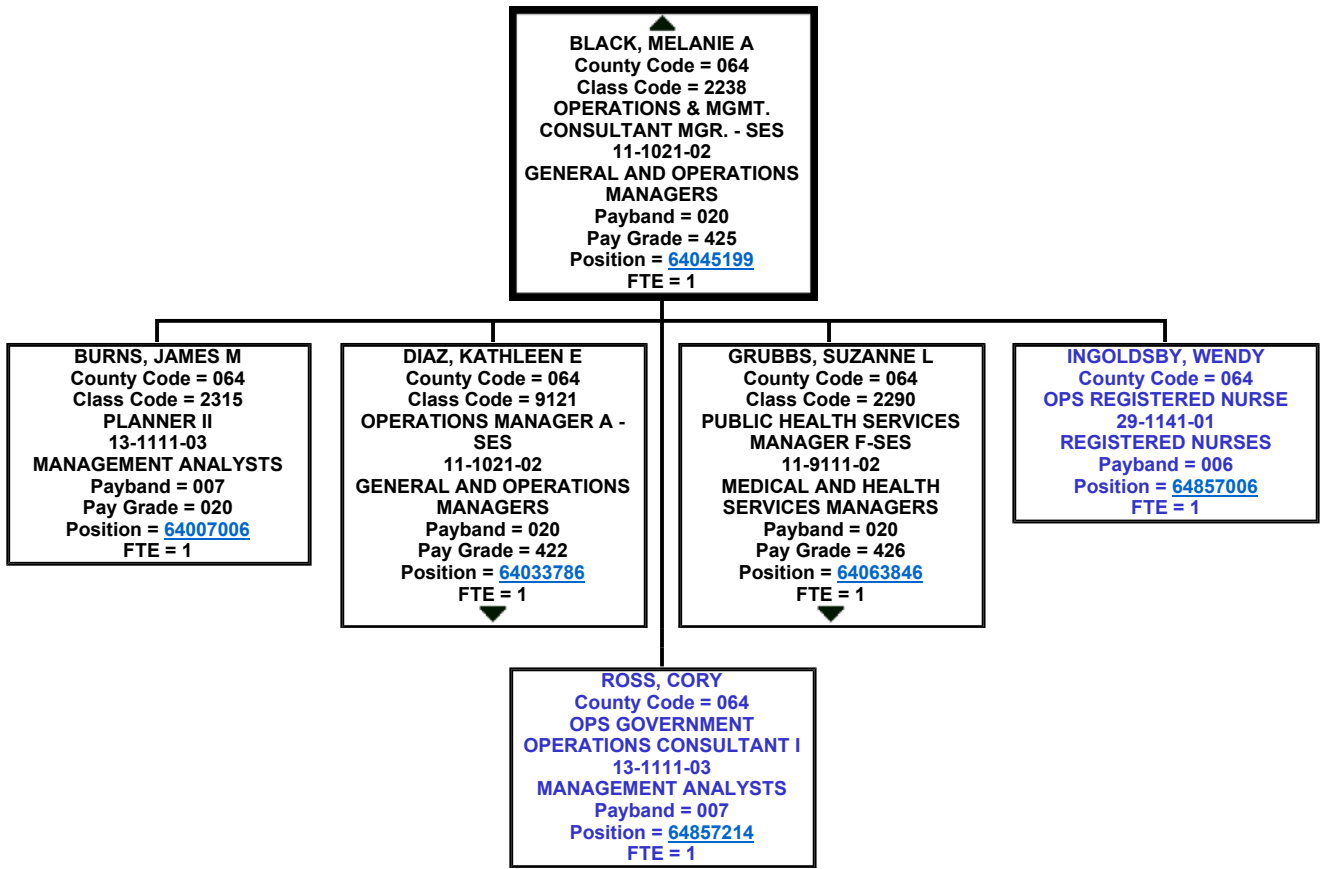 BLACK, MELANIE A
County Code = 064
Class Code = 2238
OPERATIONS & MGMT.
CONSULTANT MGR. - SES
11-1021-02
GENERAL AND OPERATIONS
MANAGERS
Payband = 020
Pay Grade = 425
Position = 64045199
FTE = 1
BURNS, JAMES M
County Code = 064
Class Code = 2315
PLANNER II
13-1111-03
MANAGEMENT ANALYSTS
Payband = 007
Pay Grade = 020
Position = 64007006
FTE = 1
DIAZ, KATHLEEN E
County Code = 064
Class Code = 9121
OPERATIONS MANAGER A -
SES
11-1021-02
GENERAL AND OPERATIONS
MANAGERS
Payband = 020
Pay Grade = 422
Position = 64033786
FTE = 1
GRUBBS, SUZANNE L
County Code = 064
Class Code = 2290
PUBLIC HEALTH SERVICES
MANAGER F-SES
11-9111-02
MEDICAL AND HEALTH
SERVICES MANAGERS
Payband = 020
Pay Grade = 426
Position = 64063846
FTE = 1
INGOLDSBY, WENDY
County Code = 064
OPS REGISTERED NURSE
29-1141-01
REGISTERED NURSES
Payband = 006
Position = 64857006
FTE = 1
ROSS, CORY
County Code = 064
OPS GOVERNMENT
OPERATIONS CONSULTANT I
13-1111-03
MANAGEMENT ANALYSTS
Payband = 007
Position = 64857214
FTE = 1